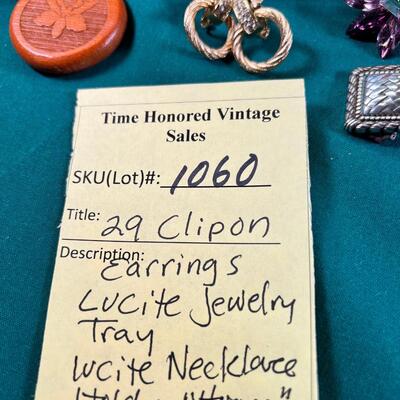 Time Honored Vintage
Sales
SKU(Lot)#: 1060
Title: 29 Clipon
Description:
Earrings
Lucite Jewelry
Tray
Lucite Necklace